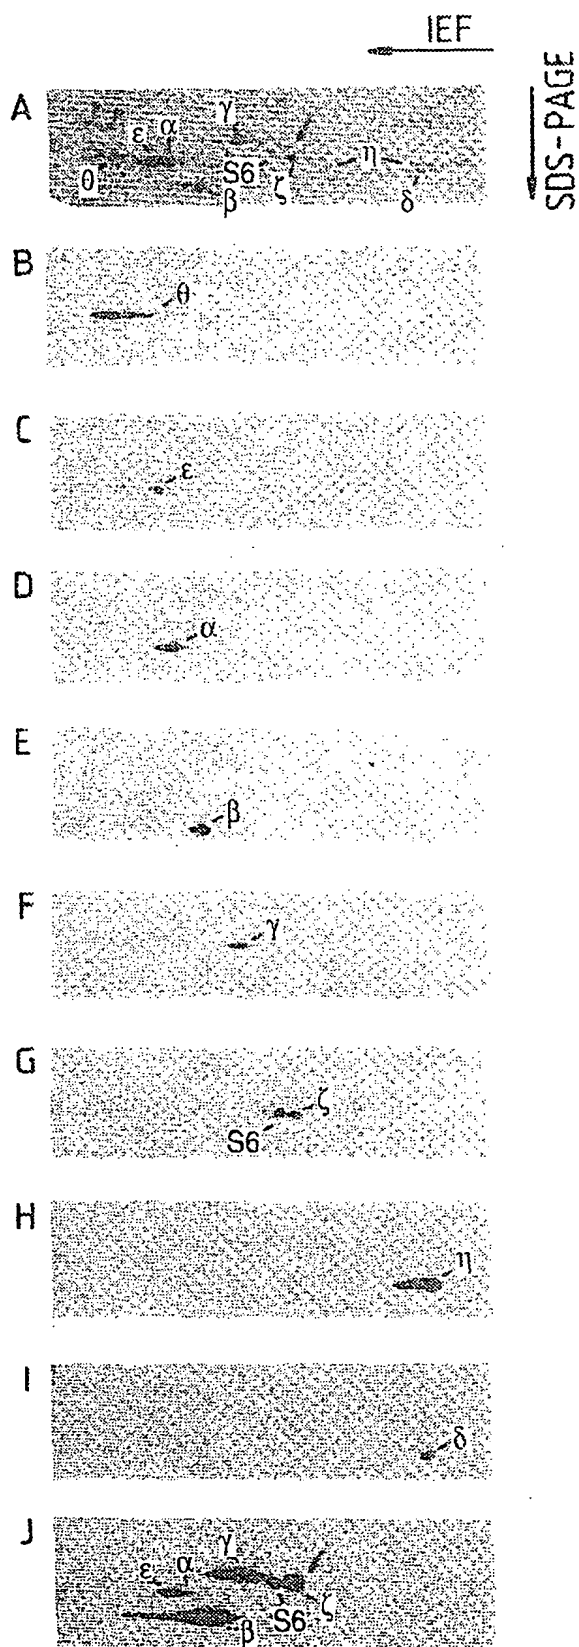 IEF
SDS-PAGE
A
γ
ε α
θ
S6
η
β
ζ
δ
B
θ
C
ε
D
α
E
β
F
γ
G
ζ
S6
H
η
I
δ
J
γ
ε α
β
S6
ζ